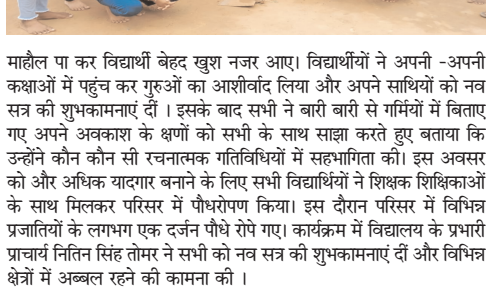 माहौल पा कर विद्यार्थी बेहद खुश नजर आए। विद्यार्थीयों ने अपनी -अपनी
कक्षाओं में पहुंच कर गुरुओं का आशीर्वाद लिया और अपने साथियों को नव
सत्र की शुभकामनाएं दीं । इसके बाद सभी ने बारी बारी से गर्मियों में बिताए
गए अपने अवकाश के क्षणों को सभी के साथ साझा करते हुए बताया कि
उन्होंने कौन कौन सी रचनात्मक गतिविधियों में सहभागिता की। इस अवसर
को और अधिक यादगार बनाने के लिए सभी विद्यार्थियों ने शिक्षक शिक्षिकाओं
के साथ मिलकर परिसर में पौधरोपण किया। इस दौरान परिसर में विभिन्न
प्रजातियों के लगभग एक दर्जन पौधे रोपे गए। कार्यक्रम में विद्यालय के प्रभारी
प्राचार्य नितिन सिंह तोमर ने सभी को नव सत्र की शुभकामनाएं दीं और विभिन्न
क्षेत्रों में अब्बल रहने की कामना की ।